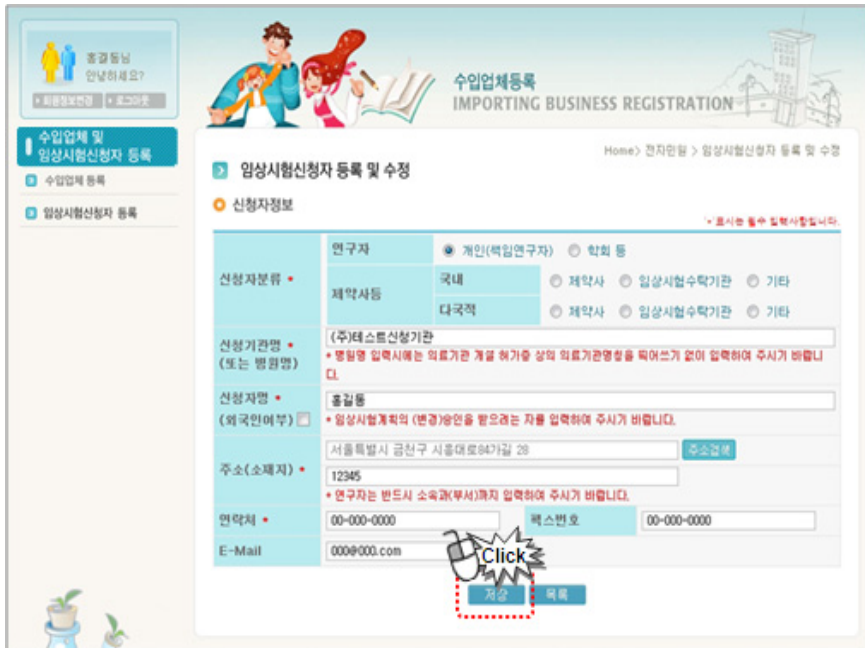 홍길동님
안녕하세요?
회원정보변경 로그아웃
수입업체등록
IMPORTING BUSINESS REGISTRATION
수입업체 및
임상시험신청자 등록
수입업체 등록
임상시험신청자 등록
Home> 전자민원 > 임상시험신청자 등록 및 수정
임상시험신청자 등록 및 수정
신청자정보
'*'표시는 필수 입력사항입니다.
신청자분류 *
연구자 개인(책임연구자) 학회 등
제약사등
국내 제약사 임상시험수탁기관 기타
다국적 제약사 임상시험수탁기관 기타
신청기관명 *
(또는 병원명)
(주)테스트신청기관
* 병원명 입력시에는 의료기관 개설 허가증 상의 의료기관명칭을 띄어쓰기 없이 입력하여 주시기 바랍니
다.
신청자명 *
(외국인여부)
홍길동
* 임상시험계획의 (변경)승인을 받으려는 자를 입력하여 주시기 바랍니다.
주소(소재지) *
서울특별시 금천구 시흥대로84가길 28 주소검색
12345
* 연구자는 반드시 소속과(부서)까지 입력하여 주시기 바랍니다.
연락처 * 00-000-0000 팩스번호 00-000-0000
E-Mail 000@000.com
Click
저장 목록